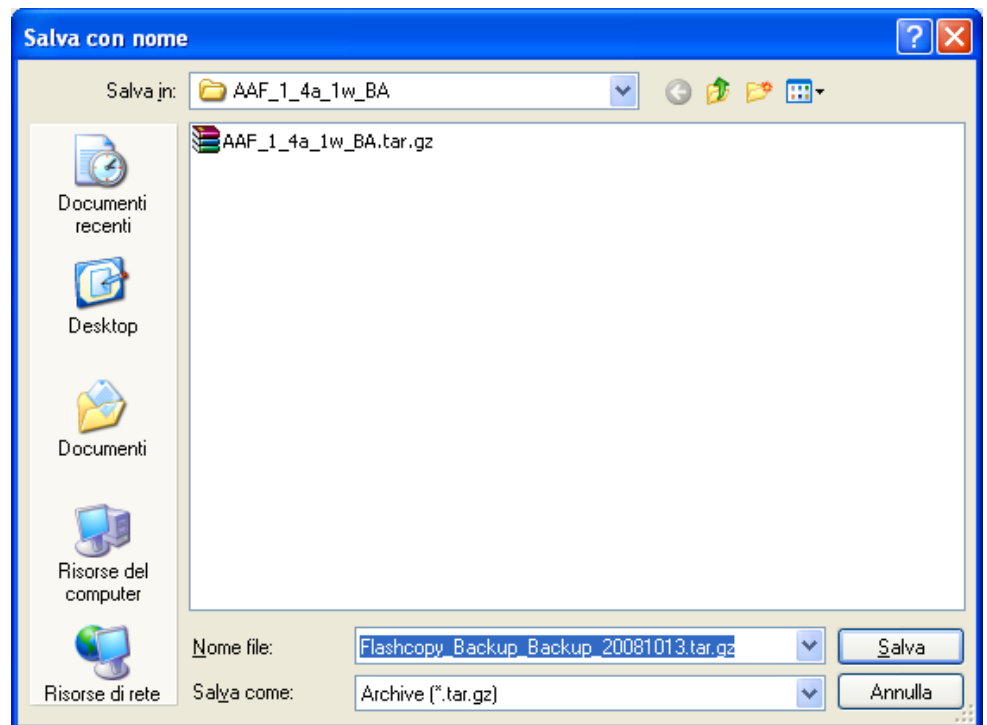 Salva con nome
Salva in:
AAF_1_4a_1w_BA
AAF_1_4a_1w_BA.tar.gz
Documenti
recenti
Desktop
Documenti
Risorse del
computer
Risorse di rete
Nome file:
Flashcopy_Backup_Backup_20081013.tar.gz
Salva
Salva come:
Archive (*.tar.gz)
Annulla